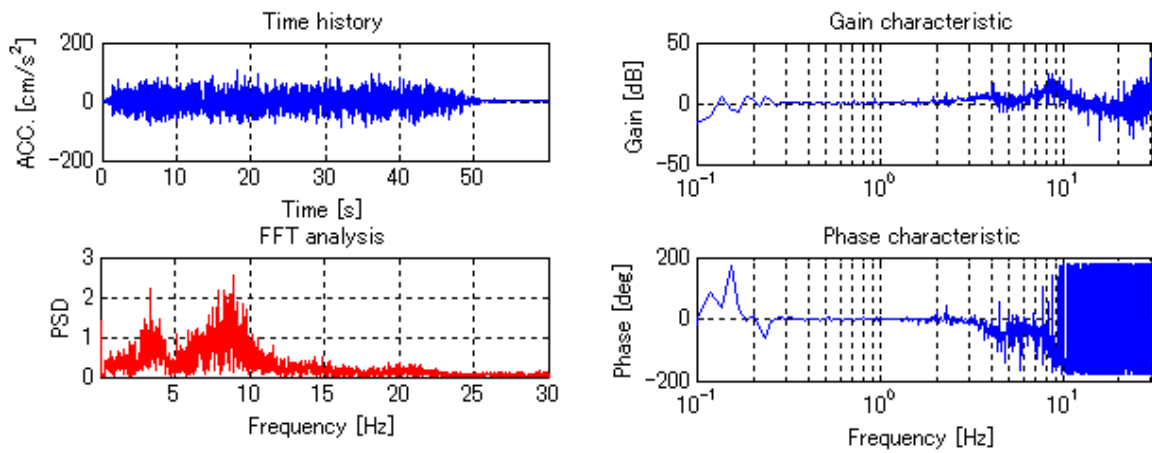 Time history
200
0
-200
ACC. [cm/s²]
0 10 20 30 40 50
Time [s]
Gain characteristic
50
0
-50
Gain [dB]
10⁻¹ 10⁰ 10¹
FFT analysis
3
2
1
0
PSD
5 10 15 20 25 30
Frequency [Hz]
Phase characteristic
200
0
-200
Phase [deg.]
10⁻¹ 10⁰ 10¹
Frequency [Hz]